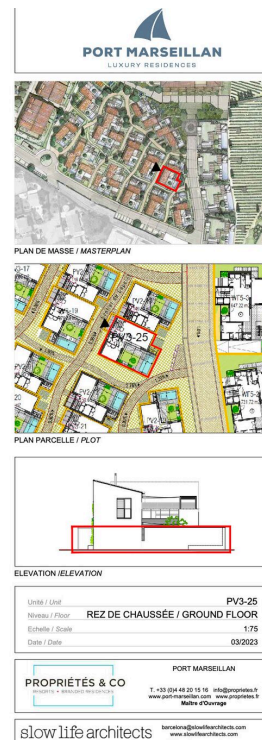 PORT MARSEILLAN
LUXURY RESIDENCES
PLAN DE MASSE / MASTERPLAN
PV3-25
PLAN PARCELLE / PLOT
ELEVATION /ELEVATION
Unité / Unit PV3-25
Niveau / Floor REZ DE CHAUSSÉE / GROUND FLOOR
Echelle / Scale 1:75
Date / Date 03/2023
PROPRIÉTÉS & CO
RESORTS + BRANDED RESIDENCES
PORT MARSEILLAN
T. +33 (0)4 48 20 15 16 info@proprietes.fr
www.port-marseillan.com www.proprietes.fr
Maître d'Ouvrage
slow life architects
barcelona@slowlifearchitects.com
www.slowlifearchitects.com